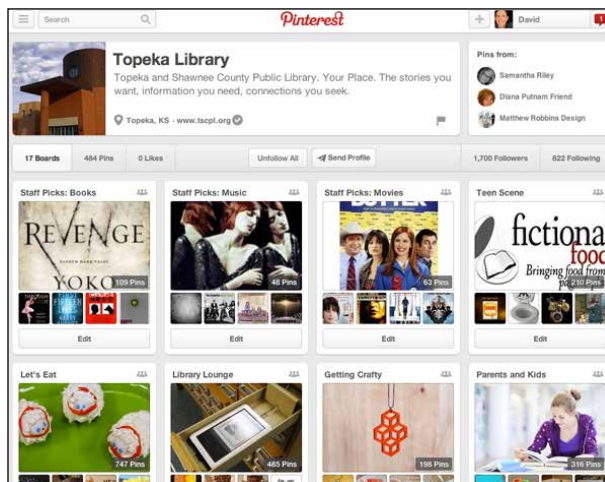 Search
Pinterest
David
1
Topeka Library
Topeka and Shawnee County Public Library. Your Place. The stories you
want, information you need, connections you seek.
Topeka, KS · www.tscpl.org
Pins from:
Samantha Riley
Diana Putnam Friend
Matthew Robbins Design
17 Boards
484 Pins
0 Likes
Unfollow All
Send Profile
1,700 Followers
822 Following
Staff Picks: Books
REVENGE
YOKO
109 Pins
Edit
Staff Picks: Music
48 Pins
Edit
Staff Picks: Movies
BUTTER
63 Pins
Edit
Teen Scene
fictiona
food
Bringing food from
210 Pins
Edit
Let's Eat
747 Pins
Library Lounge
485 Pins
Getting Crafty
198 Pins
Parents and Kids
316 Pins